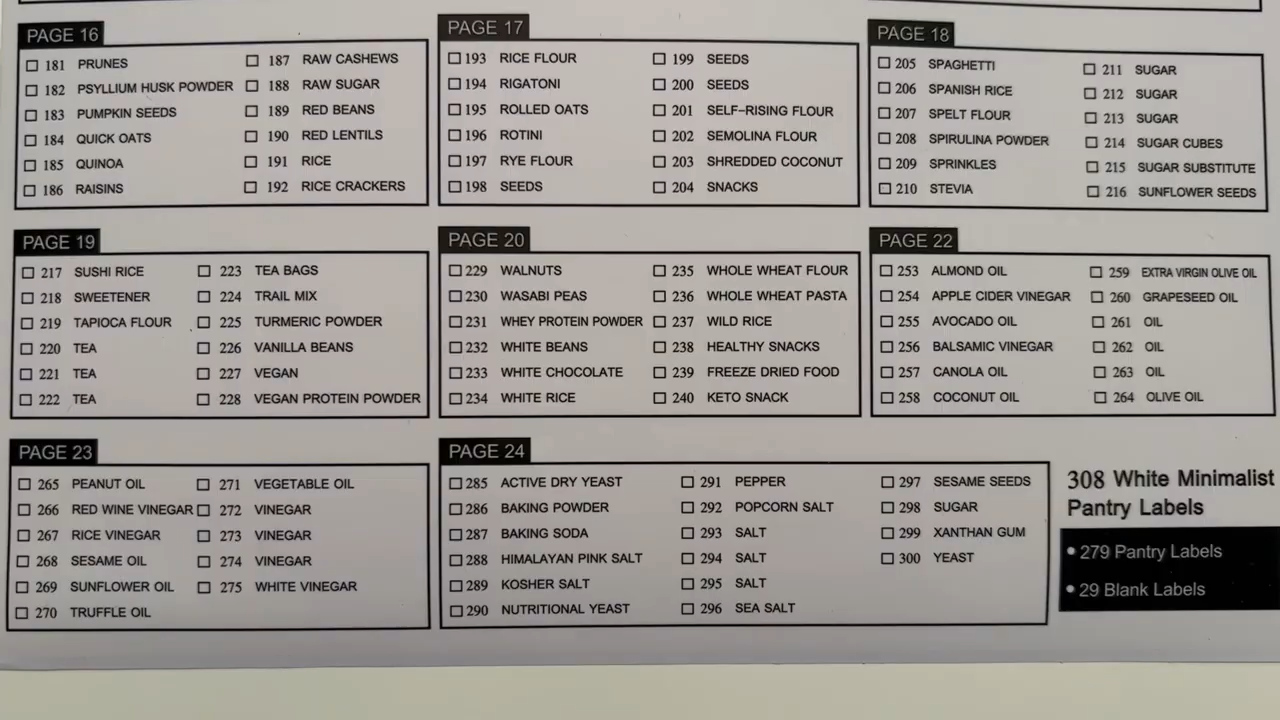 PAGE 16
181 PRUNES
182 PSYLLIUM HUSK POWDER
183 PUMPKIN SEEDS
184 QUICK OATS
185 QUINOA
186 RAISINS
187 RAW CASHEWS
188 RAW SUGAR
189 RED BEANS
190 RED LENTILS
191 RICE
192 RICE CRACKERS
PAGE 17
193 RICE FLOUR
194 RIGATONI
195 ROLLED OATS
196 ROTINI
197 RYE FLOUR
198 SEEDS
199 SEEDS
200 SEEDS
201 SELF-RISING FLOUR
202 SEMOLINA FLOUR
203 SHREDDED COCONUT
204 SNACKS
PAGE 18
205 SPAGHETTI
206 SPANISH RICE
207 SPELT FLOUR
208 SPIRULINA POWDER
209 SPRINKLES
210 STEVIA
211 SUGAR
212 SUGAR
213 SUGAR
214 SUGAR CUBES
215 SUGAR SUBSTITUTE
216 SUNFLOWER SEEDS
PAGE 19
217 SUSHI RICE
218 SWEETENER
219 TAPIOCA FLOUR
220 TEA
221 TEA
222 TEA
223 TEA BAGS
224 TRAIL MIX
225 TURMERIC POWDER
226 VANILLA BEANS
227 VEGAN
228 VEGAN PROTEIN POWDER
PAGE 20
229 WALNUTS
230 WASABI PEAS
231 WHEY PROTEIN POWDER
232 WHITE BEANS
233 WHITE CHOCOLATE
234 WHITE RICE
235 WHOLE WHEAT FLOUR
236 WHOLE WHEAT PASTA
237 WILD RICE
238 HEALTHY SNACKS
239 FREEZE DRIED FOOD
240 KETO SNACK
PAGE 22
253 ALMOND OIL
254 APPLE CIDER VINEGAR
255 AVOCADO OIL
256 BALSAMIC VINEGAR
257 CANOLA OIL
258 COCONUT OIL
259 EXTRA VIRGIN OLIVE OIL
260 GRAPESEED OIL
261 OIL
262 OIL
263 OIL
264 OLIVE OIL
PAGE 23
265 PEANUT OIL
266 RED WINE VINEGAR
267 RICE VINEGAR
268 SESAME OIL
269 SUNFLOWER OIL
270 TRUFFLE OIL
271 VEGETABLE OIL
272 VINEGAR
273 VINEGAR
274 VINEGAR
275 WHITE VINEGAR
PAGE 24
285 ACTIVE DRY YEAST
286 BAKING POWDER
287 BAKING SODA
288 HIMALAYAN PINK SALT
289 KOSHER SALT
290 NUTRITIONAL YEAST
291 PEPPER
292 POPCORN SALT
293 SALT
294 SALT
295 SALT
296 SEA SALT
297 SESAME SEEDS
298 SUGAR
299 XANTHAN GUM
300 YEAST
308 White Minimalist
Pantry Labels
• 279 Pantry Labels
• 29 Blank Labels